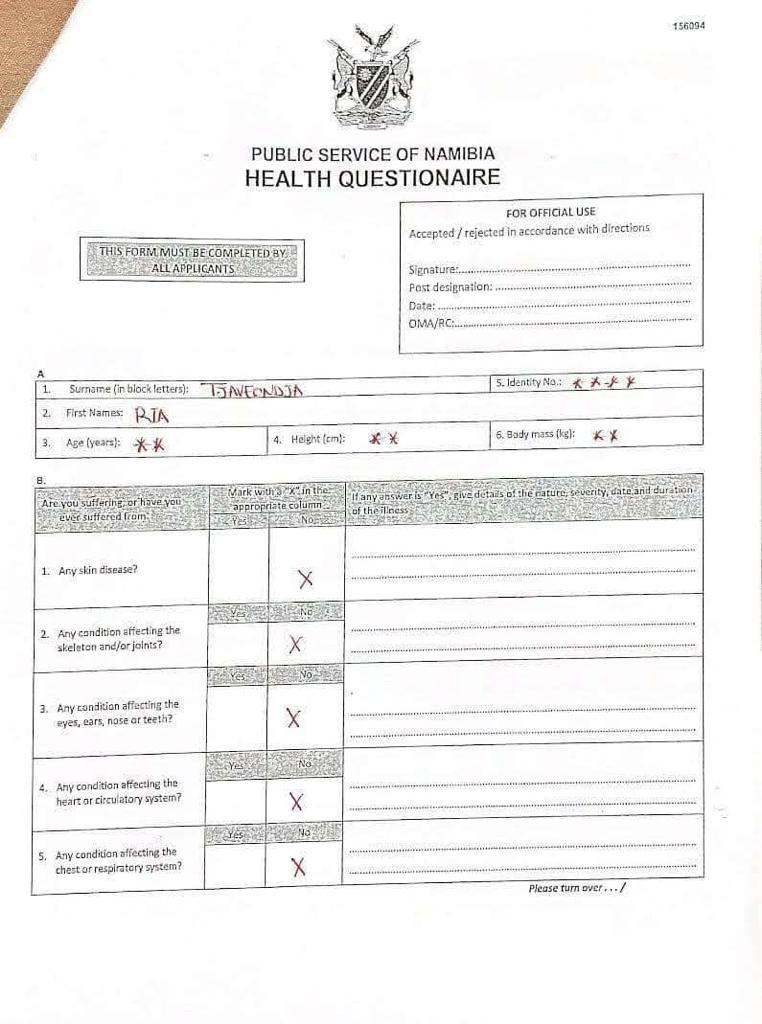 156094
PUBLIC SERVICE OF NAMIBIA
HEALTH QUESTIONAIRE
FOR OFFICIAL USE
Accepted / rejected in accordance with directions
Signature:
Post designation:
Date:
OMA/RC:
THIS FORM MUST BE COMPLETED BY
ALL APPLICANTS
A
1. Surname (in block letters): TJAVEONDJA
5. Identity No.: * * * *
2. First Names: RIA
3. Age (years): * *
4. Height (cm): * *
6. Body mass (kg): * *
B.
Are you suffering, or have you
ever suffered from
Mark with a "X" in the
appropriate column
Yes No
If any answer is "Yes", give details of the nature, severity, date and duration
of the illness
1. Any skin disease? X
Yes No
2. Any condition affecting the
skeleton and/or joints? X
Yes No
3. Any condition affecting the
eyes, ears, nose or teeth? X
Yes No
4. Any condition affecting the
heart or circulatory system? X
Yes No
5. Any condition affecting the
chest or respiratory system? X
Please turn over . . . /